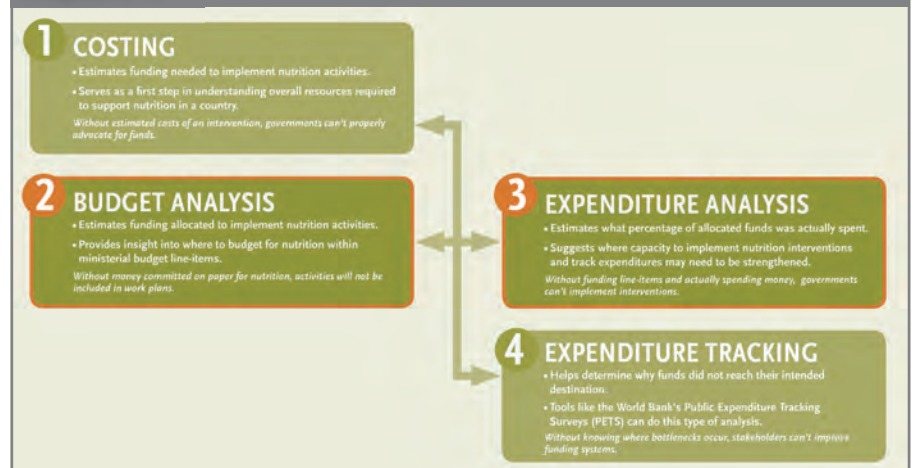 1 COSTING
• Estimates funding needed to implement nutrition activities.
• Serves as a first step in understanding overall resources required
to support nutrition in a country.
Without estimated costs of an intervention, governments can't properly
advocate for funds.
2 BUDGET ANALYSIS
• Estimates funding allocated to implement nutrition activities.
• Provides insight into where to budget for nutrition within
ministerial budget line-items.
Without money committed on paper for nutrition, activities will not be
included in work plans.
3 EXPENDITURE ANALYSIS
• Estimates what percentage of allocated funds was actually spent.
• Suggests where capacity to implement nutrition interventions
and track expenditures may need to be strengthened.
Without funding line-items and actually spending money, governments
can't implement interventions.
4 EXPENDITURE TRACKING
• Helps determine why funds did not reach their intended
destination.
• Tools like the World Bank's Public Expenditure Tracking
Surveys (PETS) can do this type of analysis.
Without knowing where bottlenecks occur, stakeholders can't improve
funding systems.